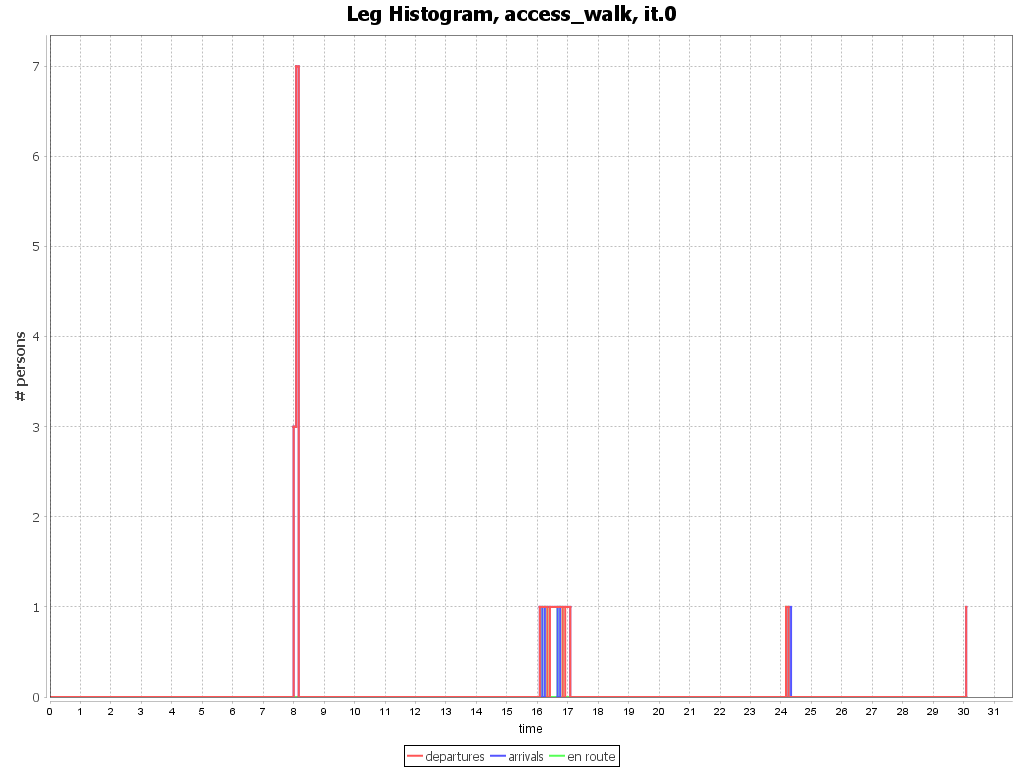 Leg Histogram, access_walk, it.0
# persons
7
6
5
4
3
2
1
0
0 1 2 3 4 5 6 7 8 9 10 11 12 13 14 15 16 17 18 19 20 21 22 23 24 25 26 27 28 29 30 31
time
departures arrivals en route